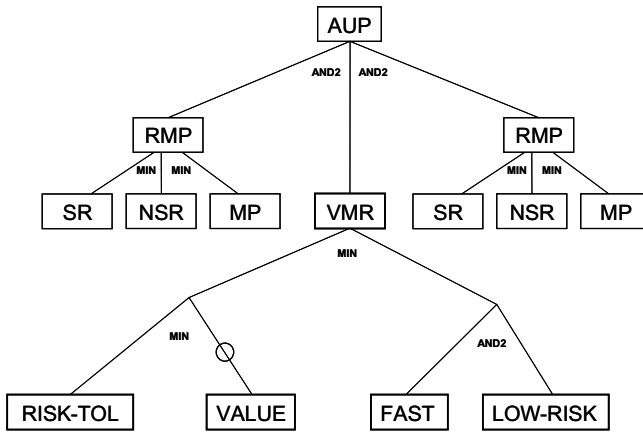 AUP
AND2 AND2
RMP RMP
MIN MIN MIN MIN
SR NSR MP VMR SR NSR MP
MIN
MIN AND2
RISK-TOL VALUE FAST LOW-RISK